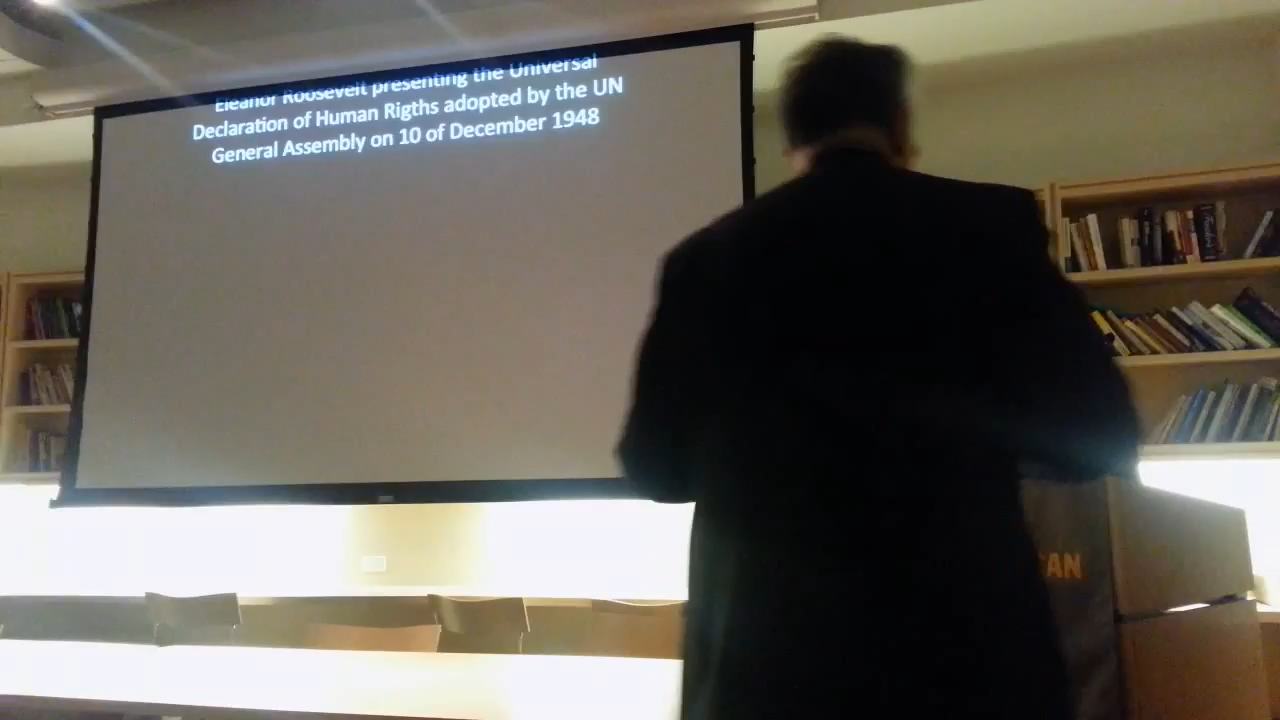 Eleanor Roosevelt presenting the Universal
Declaration of Human Rigths adopted by the UN
General Assembly on 10 of December 1948